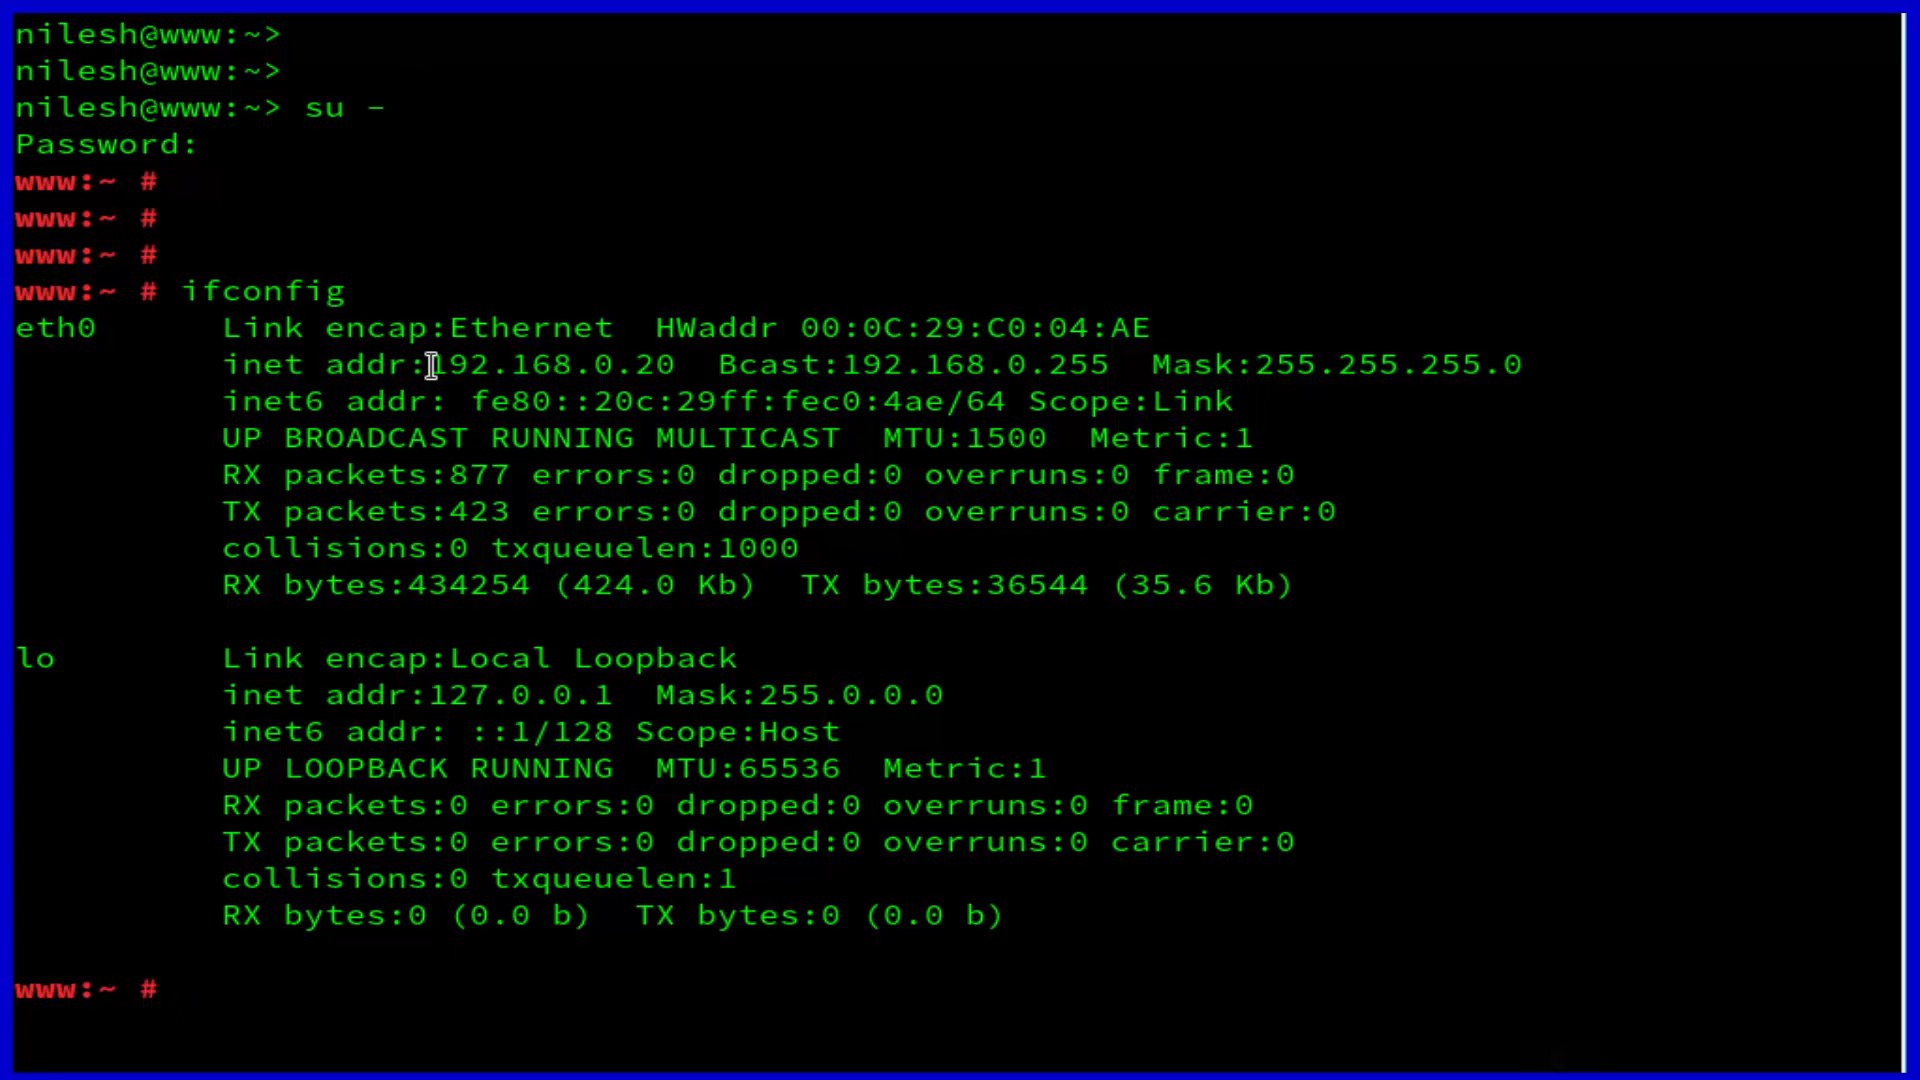 nilesh@www:~>
nilesh@www:~>
nilesh@www:~> su -
Password:
www:~ #
www:~ #
www:~ #
www:~ # ifconfig
eth0      Link encap:Ethernet  HWaddr 00:0C:29:C0:04:AE
          inet addr:192.168.0.20  Bcast:192.168.0.255  Mask:255.255.255.0
          inet6 addr: fe80::20c:29ff:fec0:4ae/64 Scope:Link
          UP BROADCAST RUNNING MULTICAST  MTU:1500  Metric:1
          RX packets:877 errors:0 dropped:0 overruns:0 frame:0
          TX packets:423 errors:0 dropped:0 overruns:0 carrier:0
          collisions:0 txqueuelen:1000
          RX bytes:434254 (424.0 Kb)  TX bytes:36544 (35.6 Kb)

lo        Link encap:Local Loopback
          inet addr:127.0.0.1  Mask:255.0.0.0
          inet6 addr: ::1/128 Scope:Host
          UP LOOPBACK RUNNING  MTU:65536  Metric:1
          RX packets:0 errors:0 dropped:0 overruns:0 frame:0
          TX packets:0 errors:0 dropped:0 overruns:0 carrier:0
          collisions:0 txqueuelen:1
          RX bytes:0 (0.0 b)  TX bytes:0 (0.0 b)

www:~ #